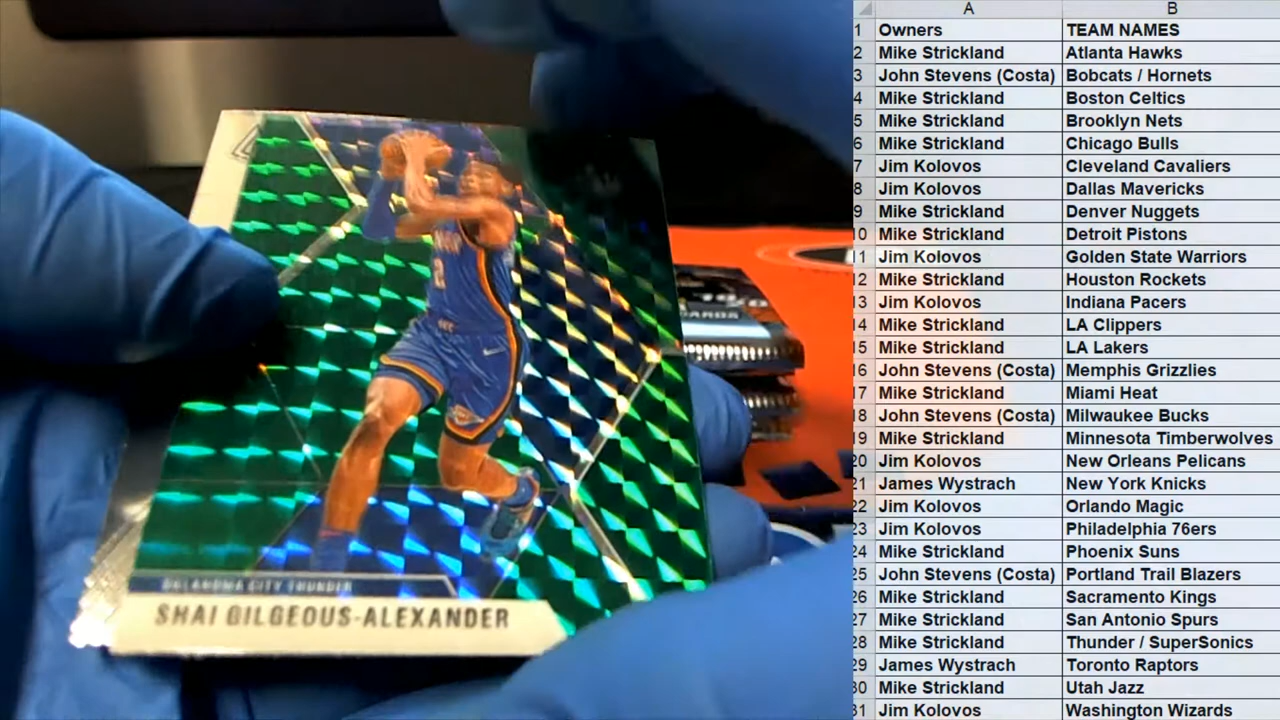 OKLAHOMA CITY THUNDER
SHAI GILGEOUS-ALEXANDER
2
A B
1 Owners TEAM NAMES
2 Mike Strickland Atlanta Hawks
3 John Stevens (Costa) Bobcats / Hornets
4 Mike Strickland Boston Celtics
5 Mike Strickland Brooklyn Nets
6 Mike Strickland Chicago Bulls
7 Jim Kolovos Cleveland Cavaliers
8 Jim Kolovos Dallas Mavericks
9 Mike Strickland Denver Nuggets
10 Mike Strickland Detroit Pistons
11 Jim Kolovos Golden State Warriors
12 Mike Strickland Houston Rockets
13 Jim Kolovos Indiana Pacers
14 Mike Strickland LA Clippers
15 Mike Strickland LA Lakers
16 John Stevens (Costa) Memphis Grizzlies
17 Mike Strickland Miami Heat
18 John Stevens (Costa) Milwaukee Bucks
19 Mike Strickland Minnesota Timberwolves
20 Jim Kolovos New Orleans Pelicans
21 James Wystrach New York Knicks
22 Jim Kolovos Orlando Magic
23 Jim Kolovos Philadelphia 76ers
24 Mike Strickland Phoenix Suns
25 John Stevens (Costa) Portland Trail Blazers
26 Mike Strickland Sacramento Kings
27 Mike Strickland San Antonio Spurs
28 Mike Strickland Thunder / SuperSonics
29 James Wystrach Toronto Raptors
30 Mike Strickland Utah Jazz
31 Jim Kolovos Washington Wizards